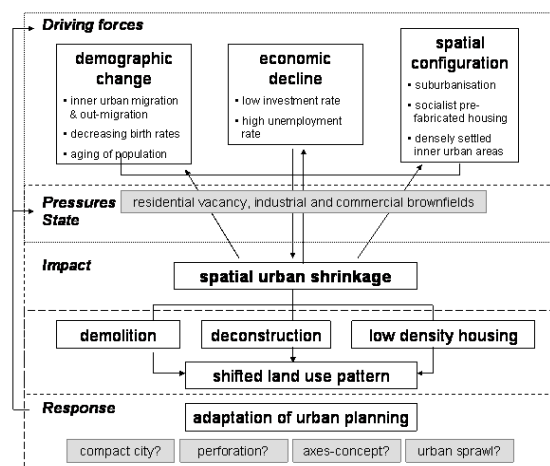 Driving forces
demographic
change
▪ inner urban migration
& out-migration
▪ decreasing birth rates
▪ aging of population
economic
decline
▪ low investment rate
▪ high unemployment
rate
spatial
configuration
▪ suburbanisation
▪ socialist pre-
fabricated housing
▪ densely settled
inner urban areas
Pressures
State
residential vacancy, industrial and commercial brownfields
Impact
spatial urban shrinkage
demolition
deconstruction
low density housing
shifted land use pattern
Response
adaptation of urban planning
compact city?
perforation?
axes-concept?
urban sprawl?